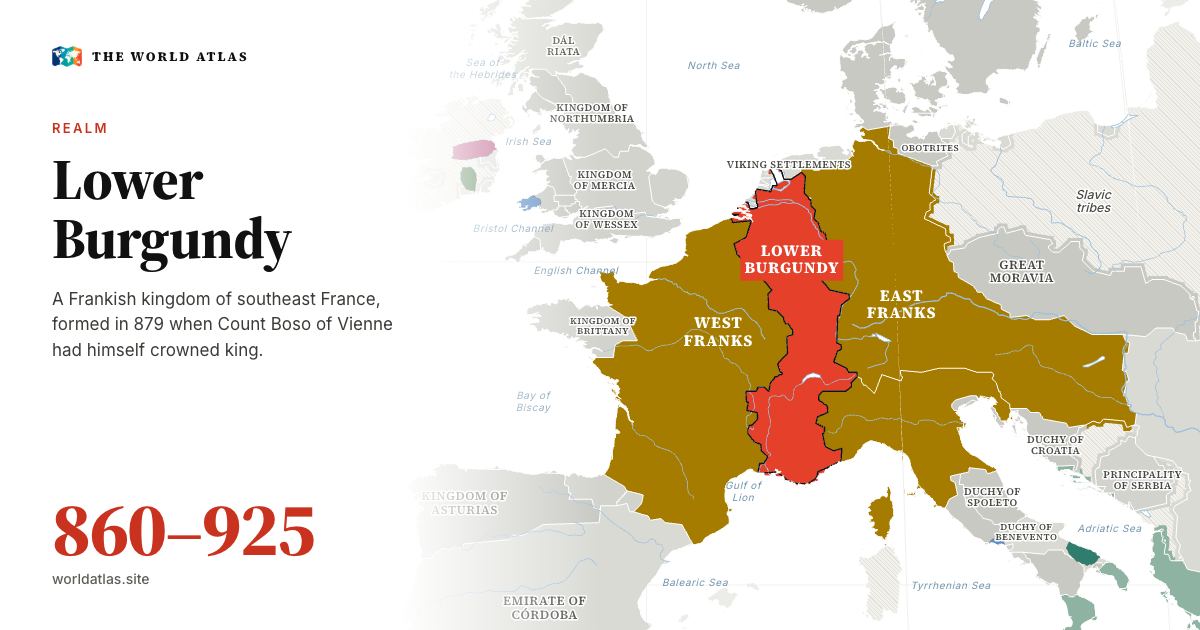 THE WORLD ATLAS
REALM
Lower
Burgundy
A Frankish kingdom of southeast France,
formed in 879 when Count Boso of Vienne
had himself crowned king.
860–925
worldatlas.site
DÁL
RIATA
Sea of
the Hebrides
North Sea
Baltic Sea
KINGDOM OF
NORTHUMBRIA
Irish Sea
OBOTRITES
VIKING SETTLEMENTS
KINGDOM
OF MERCIA
Slavic
tribes
KINGDOM
OF WESSEX
Bristol Channel
LOWER
BURGUNDY
English Channel
GREAT
MORAVIA
EAST
FRANKS
KINGDOM OF
BRITTANY
WEST
FRANKS
Bay of
Biscay
DUCHY OF
CROATIA
PRINCIPALITY
OF SERBIA
Gulf of
Lion
KINGDOM OF
ASTURIAS
DUCHY OF
SPOLETO
DUCHY OF
BENEVENTO
Adriatic Sea
Balearic Sea
Tyrrhenian Sea
EMIRATE OF
CÓRDOBA